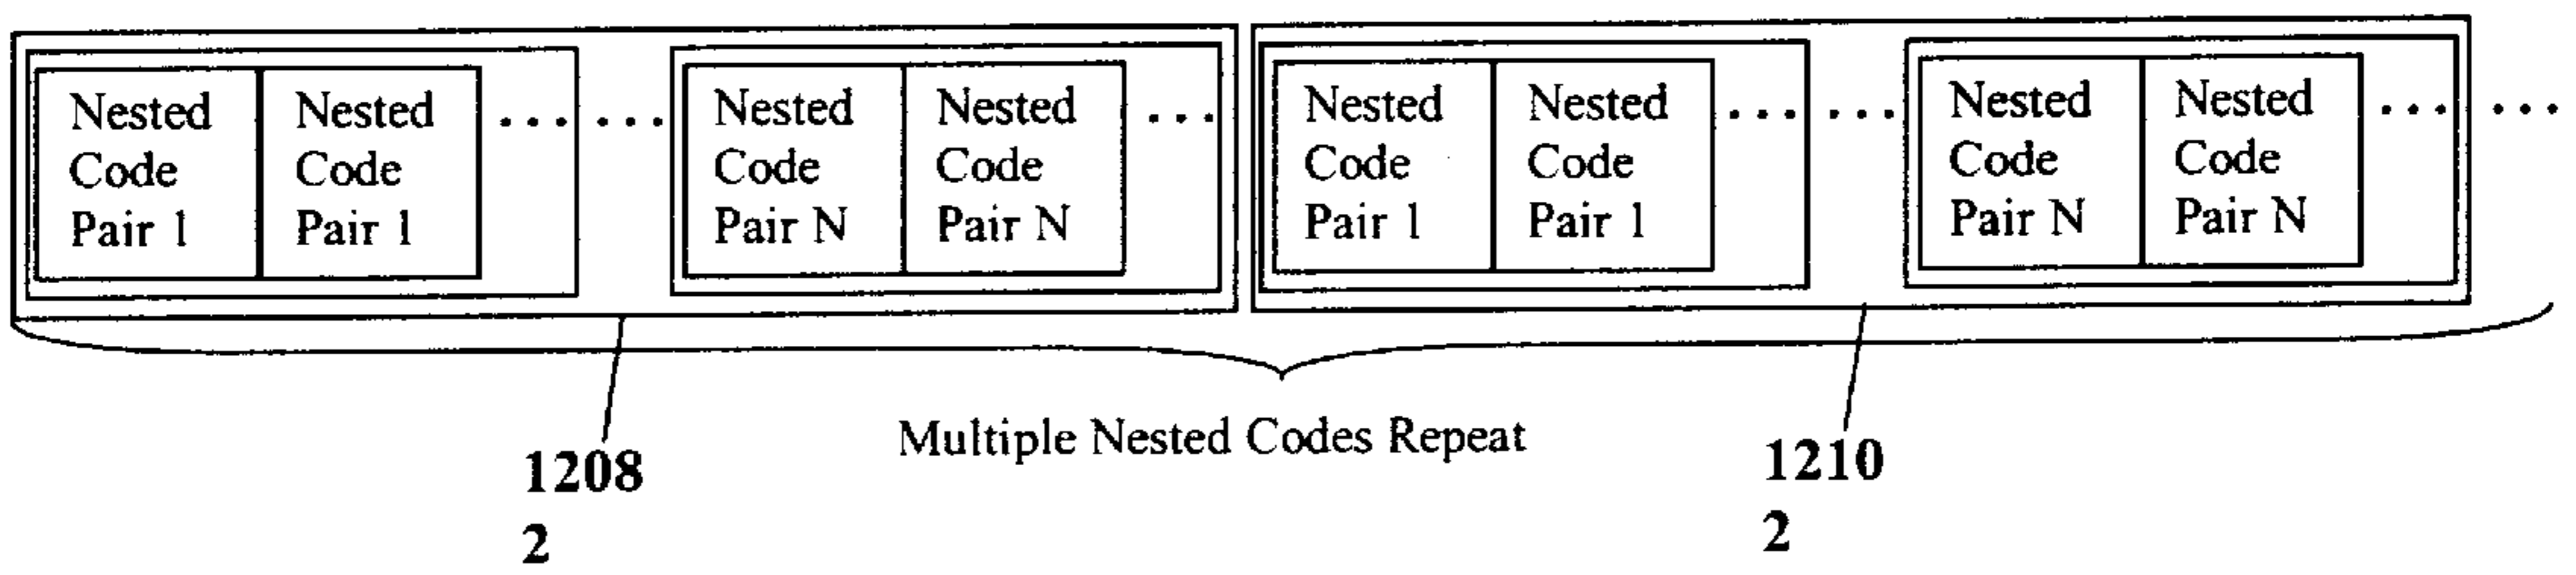 Nested Code Pair 1
Nested Code Pair 1
... ...
Nested Code Pair N
Nested Code Pair N
...
Nested Code Pair 1
Nested Code Pair 1
... ...
Nested Code Pair N
Nested Code Pair N
... ...
Multiple Nested Codes Repeat
1208
2
1210
2